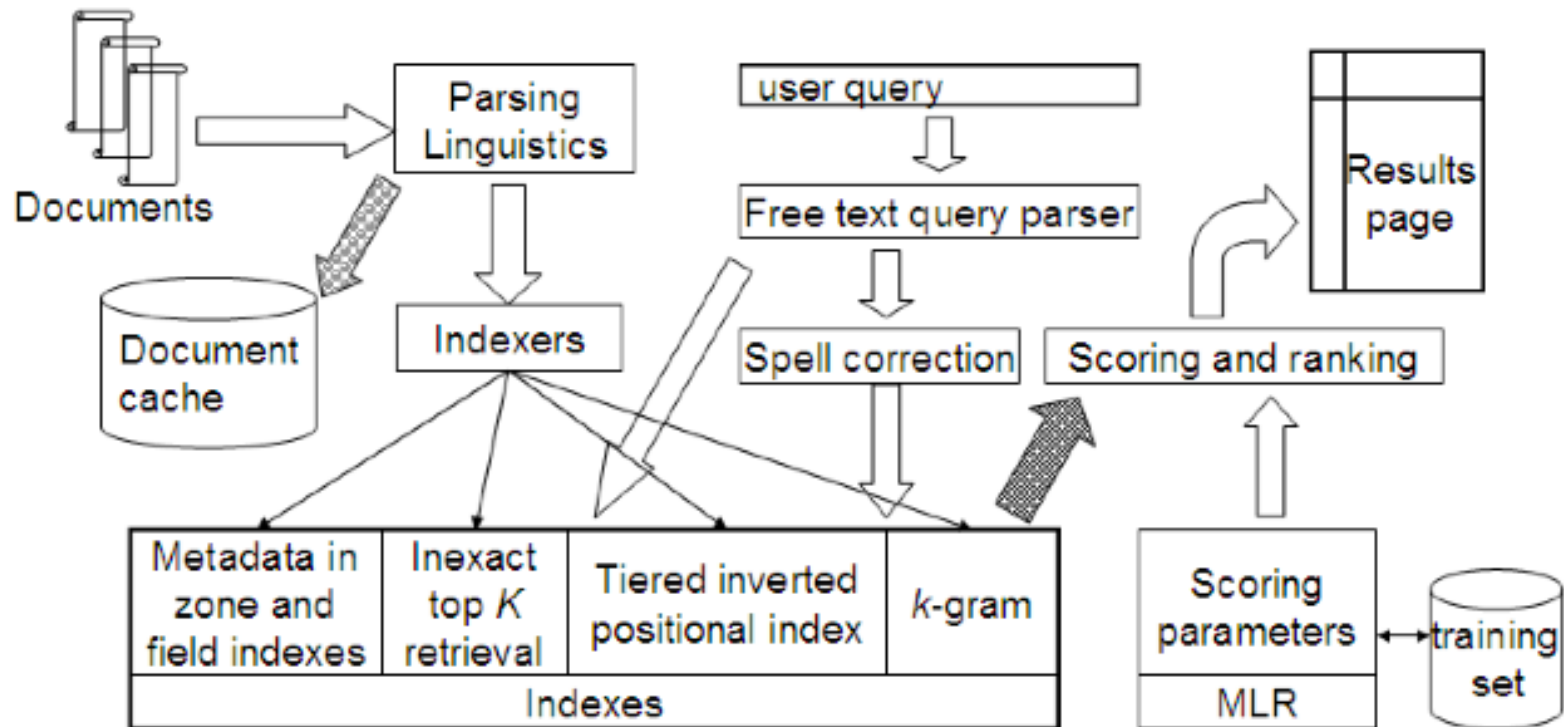 Documents
Parsing
Linguistics
user query
Results
page
Free text query parser
Document
cache
Indexers
Spell correction
Scoring and ranking
Metadata in
zone and
field indexes
Inexact
top K
retrieval
Tiered inverted
positional index
k-gram
Indexes
Scoring
parameters
MLR
training
set